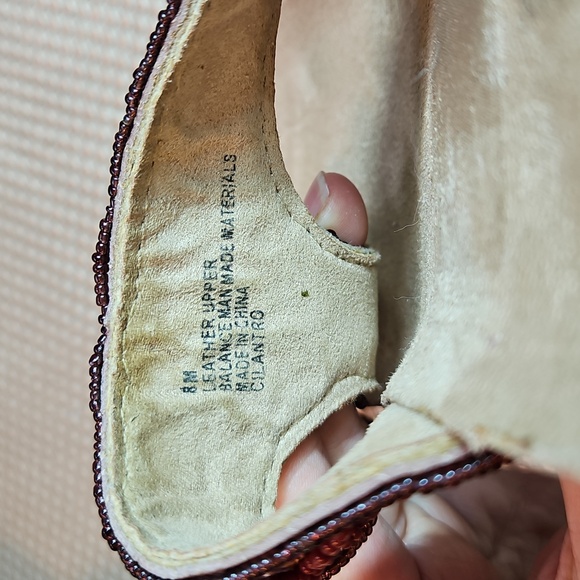 8M
LEATHER UPPER
BALANCE MAN MADE MATERIALS
MADE IN CHINA
CILANTRO